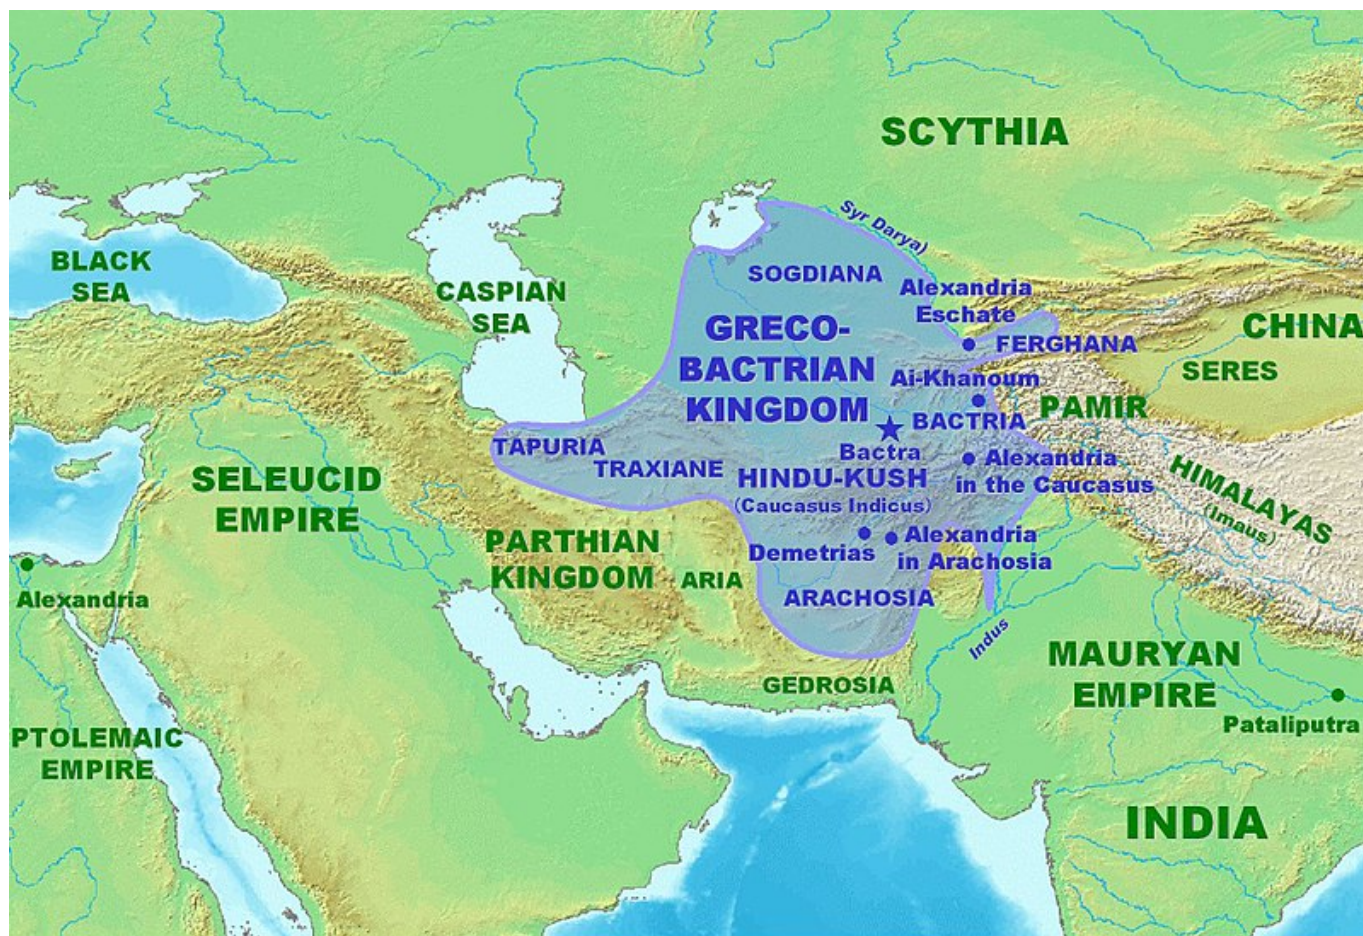 SCYTHIA
Syr Darya)
BLACK
SEA
CASPIAN
SEA
SOGDIANA
Alexandria
Eschate
GRECO-
BACTRIAN
KINGDOM
FERGHANA
CHINA
SERES
Ai-Khanoum
BACTRIA
PAMIR
Bactra
TAPURIA
TRAXIANE
HINDU-KUSH
(Caucasus Indicus)
Alexandria
in the Caucasus
HIMALAYAS
(Imaus)
SELEUCID
EMPIRE
PARTHIAN
KINGDOM
ARIA
Demetrias
Alexandria
in Arachosia
ARACHOSIA
Alexandria
Indus
MAURYAN
EMPIRE
GEDROSIA
Pataliputra
PTOLEMAIC
EMPIRE
INDIA